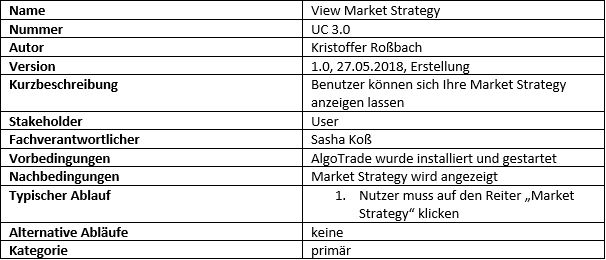 Name View Market Strategy
Nummer UC 3.0
Autor Kristoffer Roßbach
Version 1.0, 27.05.2018, Erstellung
Kurzbeschreibung Benutzer können sich Ihre Market Strategy
anzeigen lassen
Stakeholder User
Fachverantwortlicher Sasha Koß
Vorbedingungen AlgoTrade wurde installiert und gestartet
Nachbedingungen Market Strategy wird angezeigt
Typischer Ablauf 1. Nutzer muss auf den Reiter „Market
Strategy“ klicken
Alternative Abläufe keine
Kategorie primär